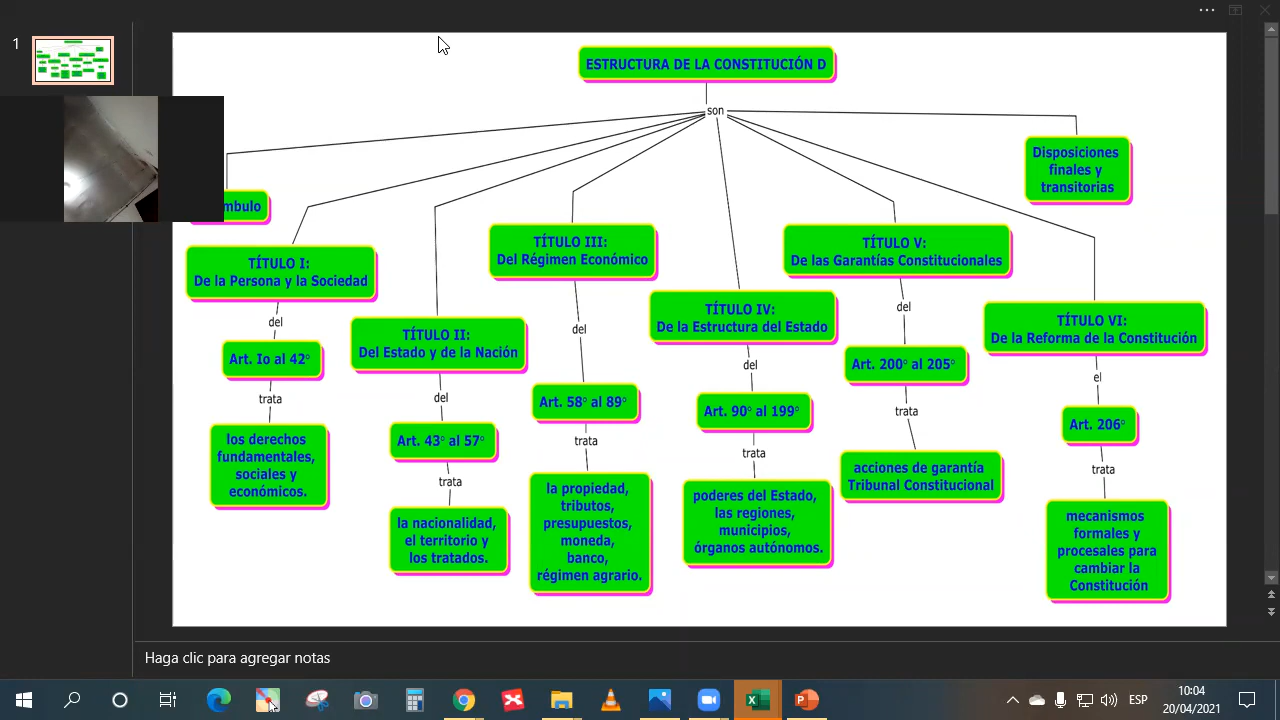 1
ESTRUCTURA DE LA CONSTITUCIÓN D
son
Disposiciones
finales y
transitorias
TÍTULO I:
De la Persona y la Sociedad
del
Art. Io al 42°
trata
los derechos
fundamentales,
sociales y
económicos.
TÍTULO II:
Del Estado y de la Nación
del
Art. 43° al 57°
trata
la nacionalidad,
el territorio y
los tratados.
TÍTULO III:
Del Régimen Económico
del
Art. 58° al 89°
trata
la propiedad,
tributos,
presupuestos,
moneda,
banco,
régimen agrario.
TÍTULO IV:
De la Estructura del Estado
del
Art. 90° al 199°
trata
poderes del Estado,
las regiones,
municipios,
órganos autónomos.
TÍTULO V:
De las Garantías Constitucionales
del
Art. 200° al 205°
trata
acciones de garantía
Tribunal Constitucional
TÍTULO VI:
De la Reforma de la Constitución
el
Art. 206°
trata
mecanismos
formales y
procesales para
cambiar la
Constitución
Haga clic para agregar notas
ESP
10:04
20/04/2021